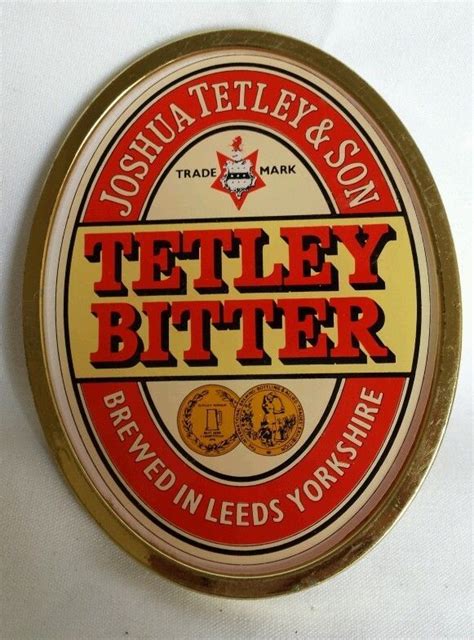 JOSHUA TETLEY & SON
TRADE MARK
TETLEY
BITTER
BREWED IN LEEDS YORKSHIRE